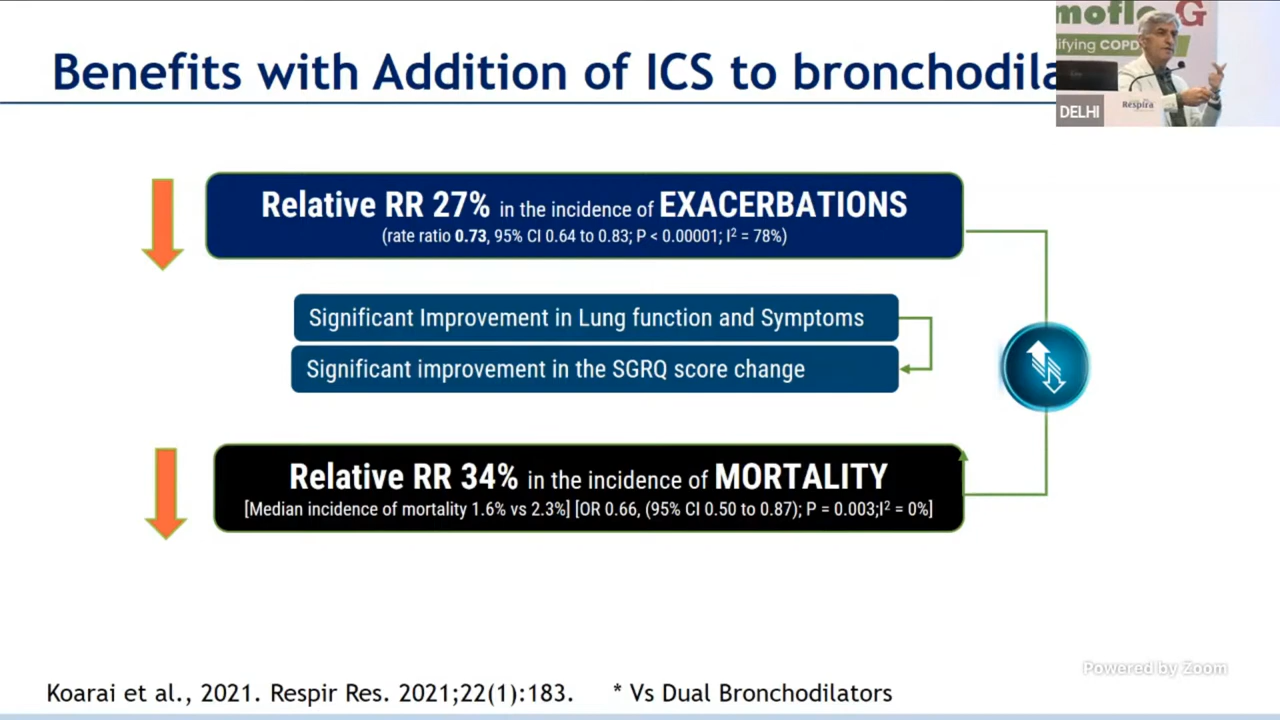 Benefits with Addition of ICS to bronchodila
G
ifying COPD
Respira
DELHI
Relative RR 27% in the incidence of EXACERBATIONS
(rate ratio 0.73, 95% CI 0.64 to 0.83; P < 0.00001; I² = 78%)
Significant Improvement in Lung function and Symptoms
Significant improvement in the SGRQ score change
Relative RR 34% in the incidence of MORTALITY
[Median incidence of mortality 1.6% vs 2.3%] [OR 0.66, (95% CI 0.50 to 0.87); P = 0.003;I² = 0%]
Powered by Zoom
Koarai et al., 2021. Respir Res. 2021;22(1):183. * Vs Dual Bronchodilators